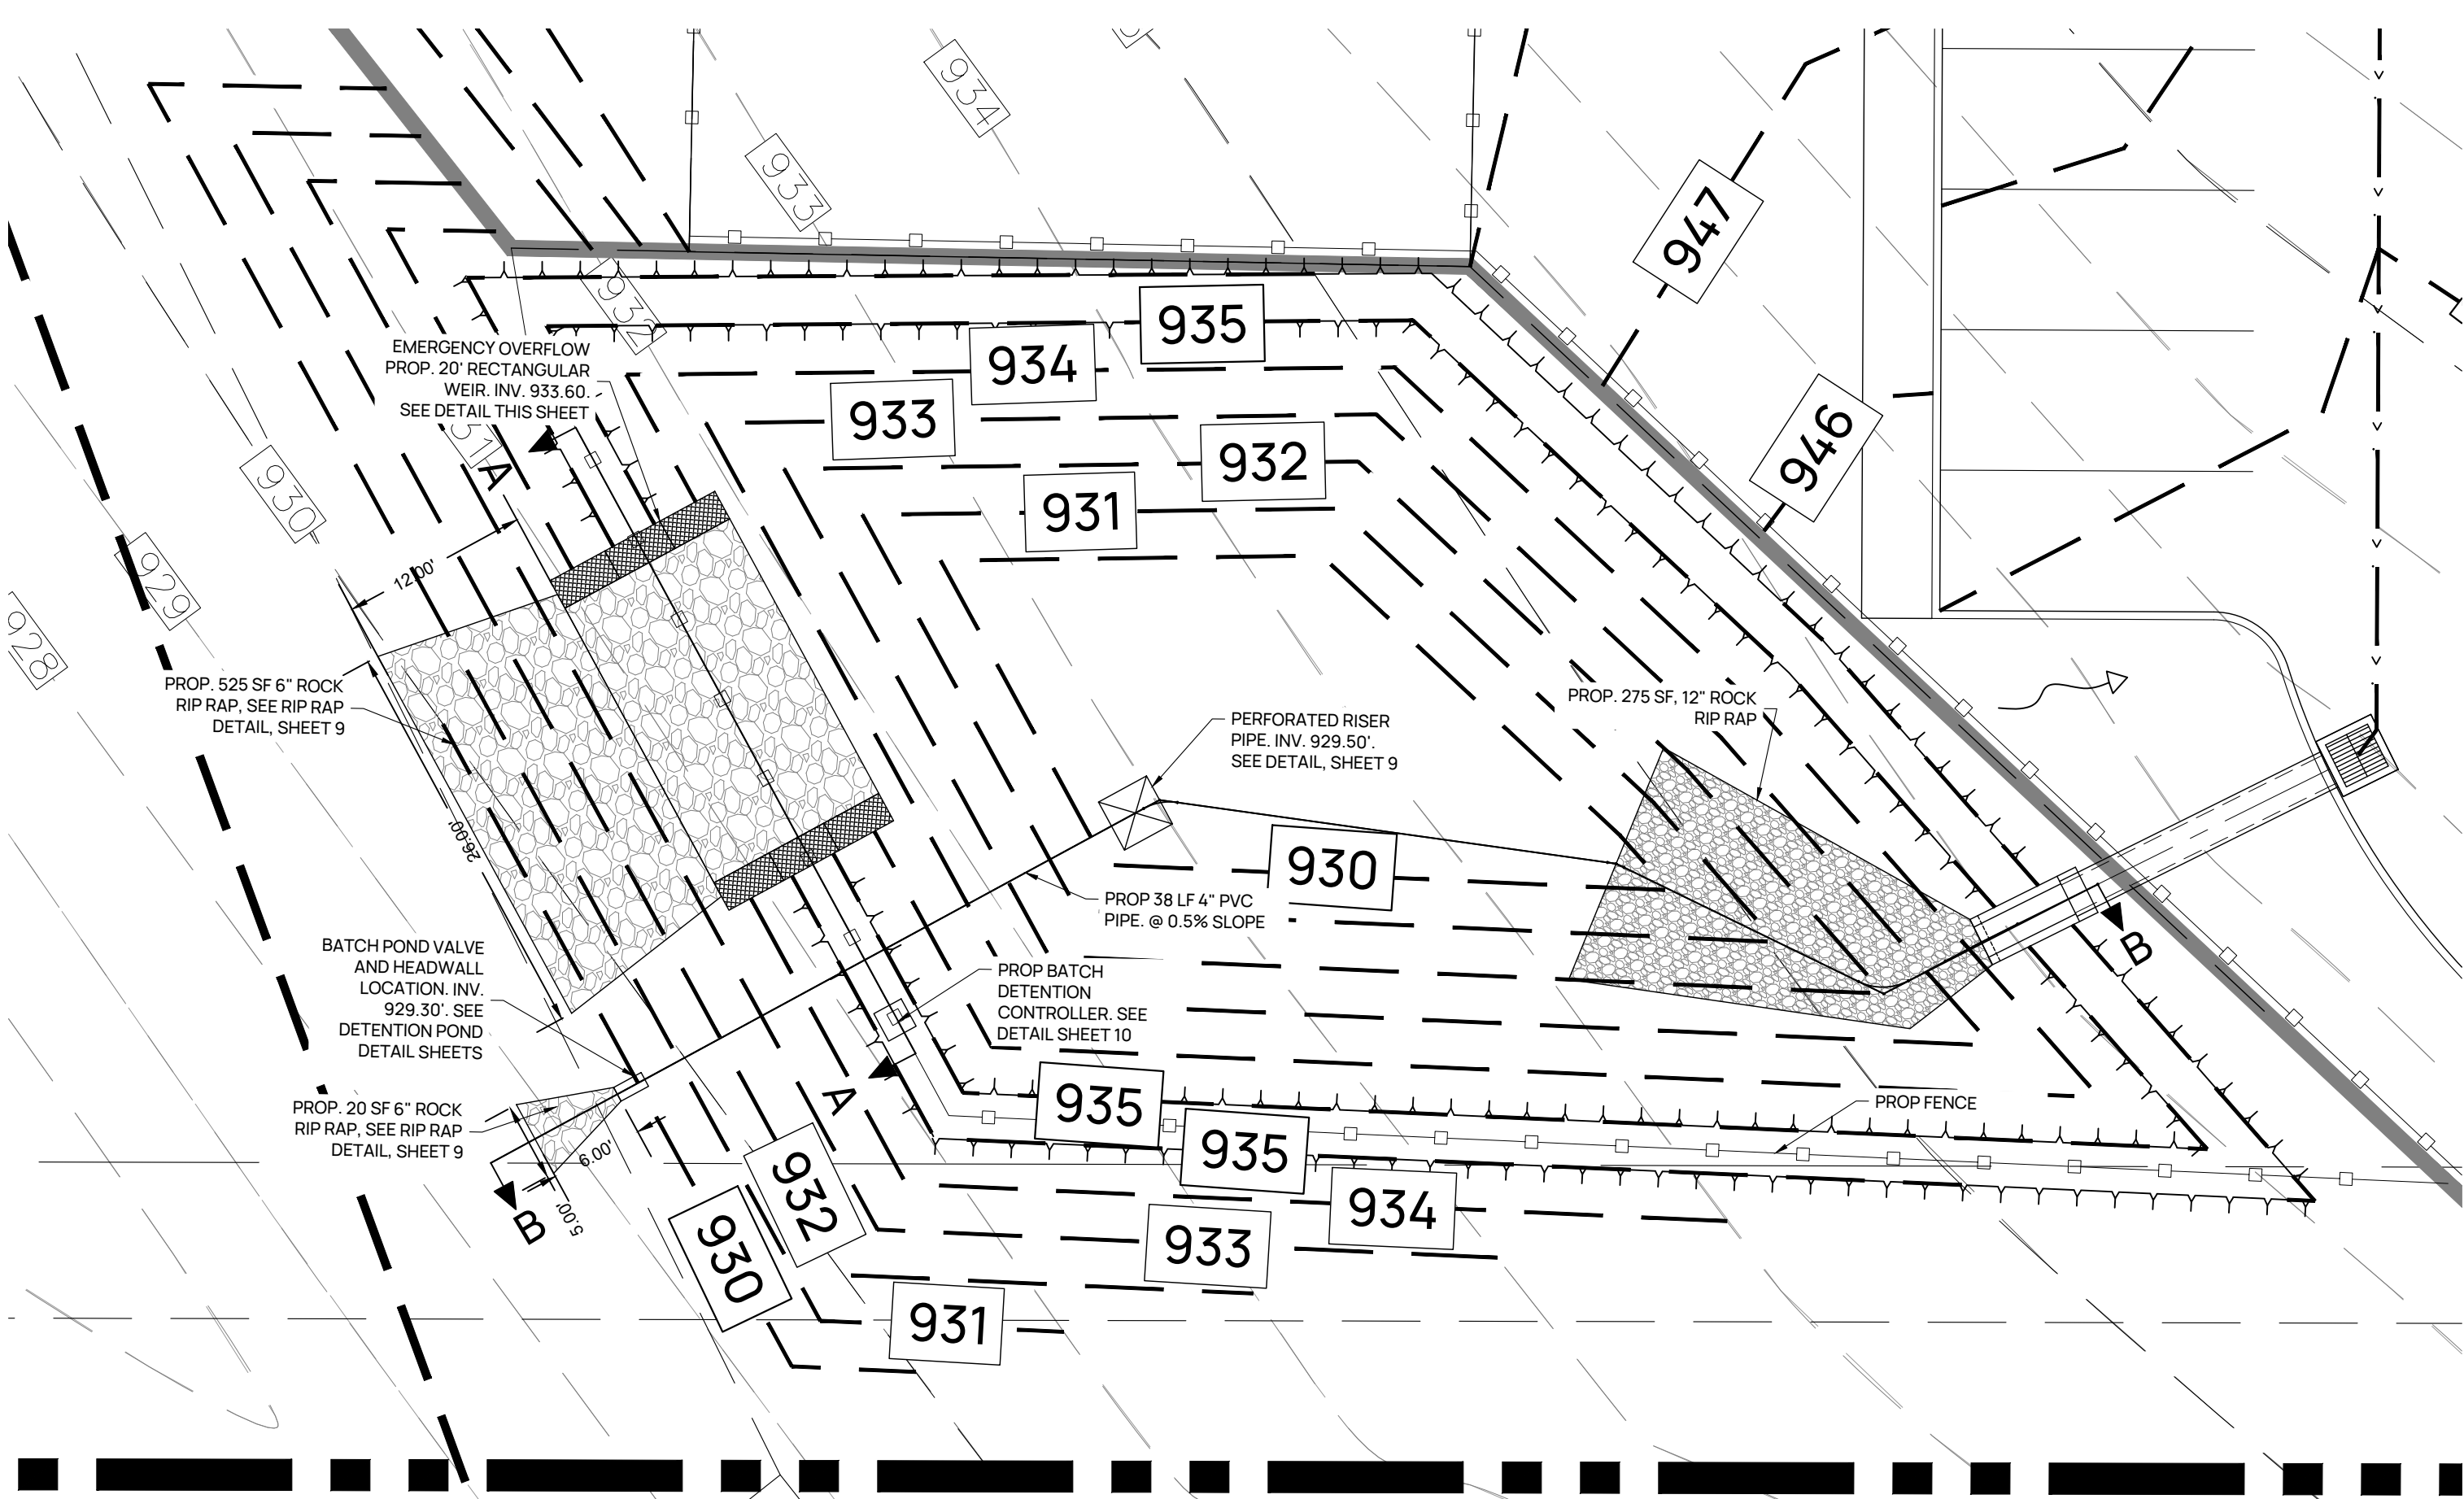 934
933
947
932
935
934
EMERGENCY OVERFLOW
PROP. 20' RECTANGULAR
WEIR. INV. 933.60.
SEE DETAIL THIS SHEET
933
946
932
A
931
930
12.00'
929
928
PROP. 525 SF 6" ROCK
RIP RAP, SEE RIP RAP
DETAIL, SHEET 9
PROP. 275 SF, 12" ROCK
RIP RAP
PERFORATED RISER
PIPE. INV. 929.50'.
SEE DETAIL, SHEET 9
26.00'
930
PROP 38 LF 4" PVC
PIPE. @ 0.5% SLOPE
B
BATCH POND VALVE
AND HEADWALL
LOCATION. INV.
929.30'. SEE
DETENTION POND
DETAIL SHEETS
PROP BATCH
DETENTION
CONTROLLER. SEE
DETAIL SHEET 10
A
935
PROP FENCE
PROP. 20 SF 6" ROCK
RIP RAP, SEE RIP RAP
DETAIL, SHEET 9
6.00'
935
932
934
5.00'
B
933
930
931